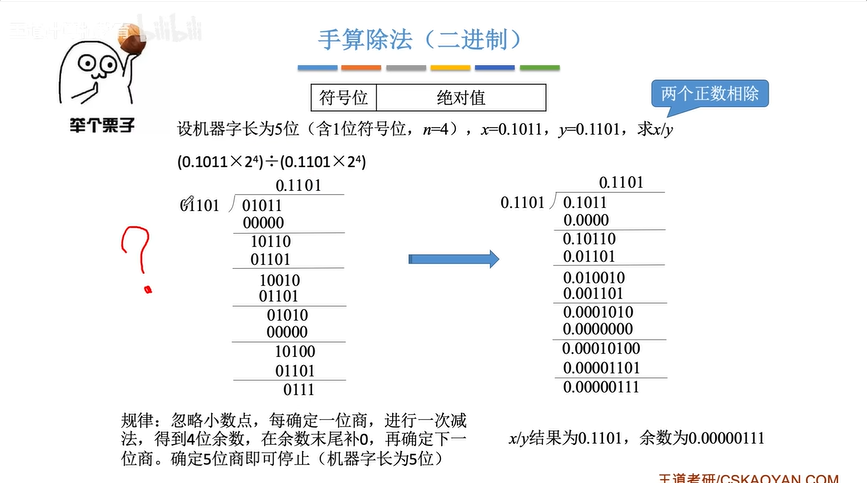 bilibili
手算除法（二进制）
符号位 绝对值
两个正数相除
举个栗子
设机器字长为5位（含1位符号位，n=4），x=0.1011，y=0.1101，求x/y
(0.1011×2⁴)÷(0.1101×2⁴)
0.1101
01101 01011
00000
10110
01101
10010
01101
01010
00000
10100
01101
0111
?
0.1101
0.1101 0.1011
0.0000
0.10110
0.01101
0.010010
0.001101
0.0001010
0.0000000
0.00010100
0.00001101
0.00000111
规律：忽略小数点，每确定一位商，进行一次减
法，得到4位余数，在余数末尾补0，再确定下一
位商。确定5位商即可停止（机器字长为5位）
x/y结果为0.1101，余数为0.00000111
王道考研/CSKAOYAN.COM